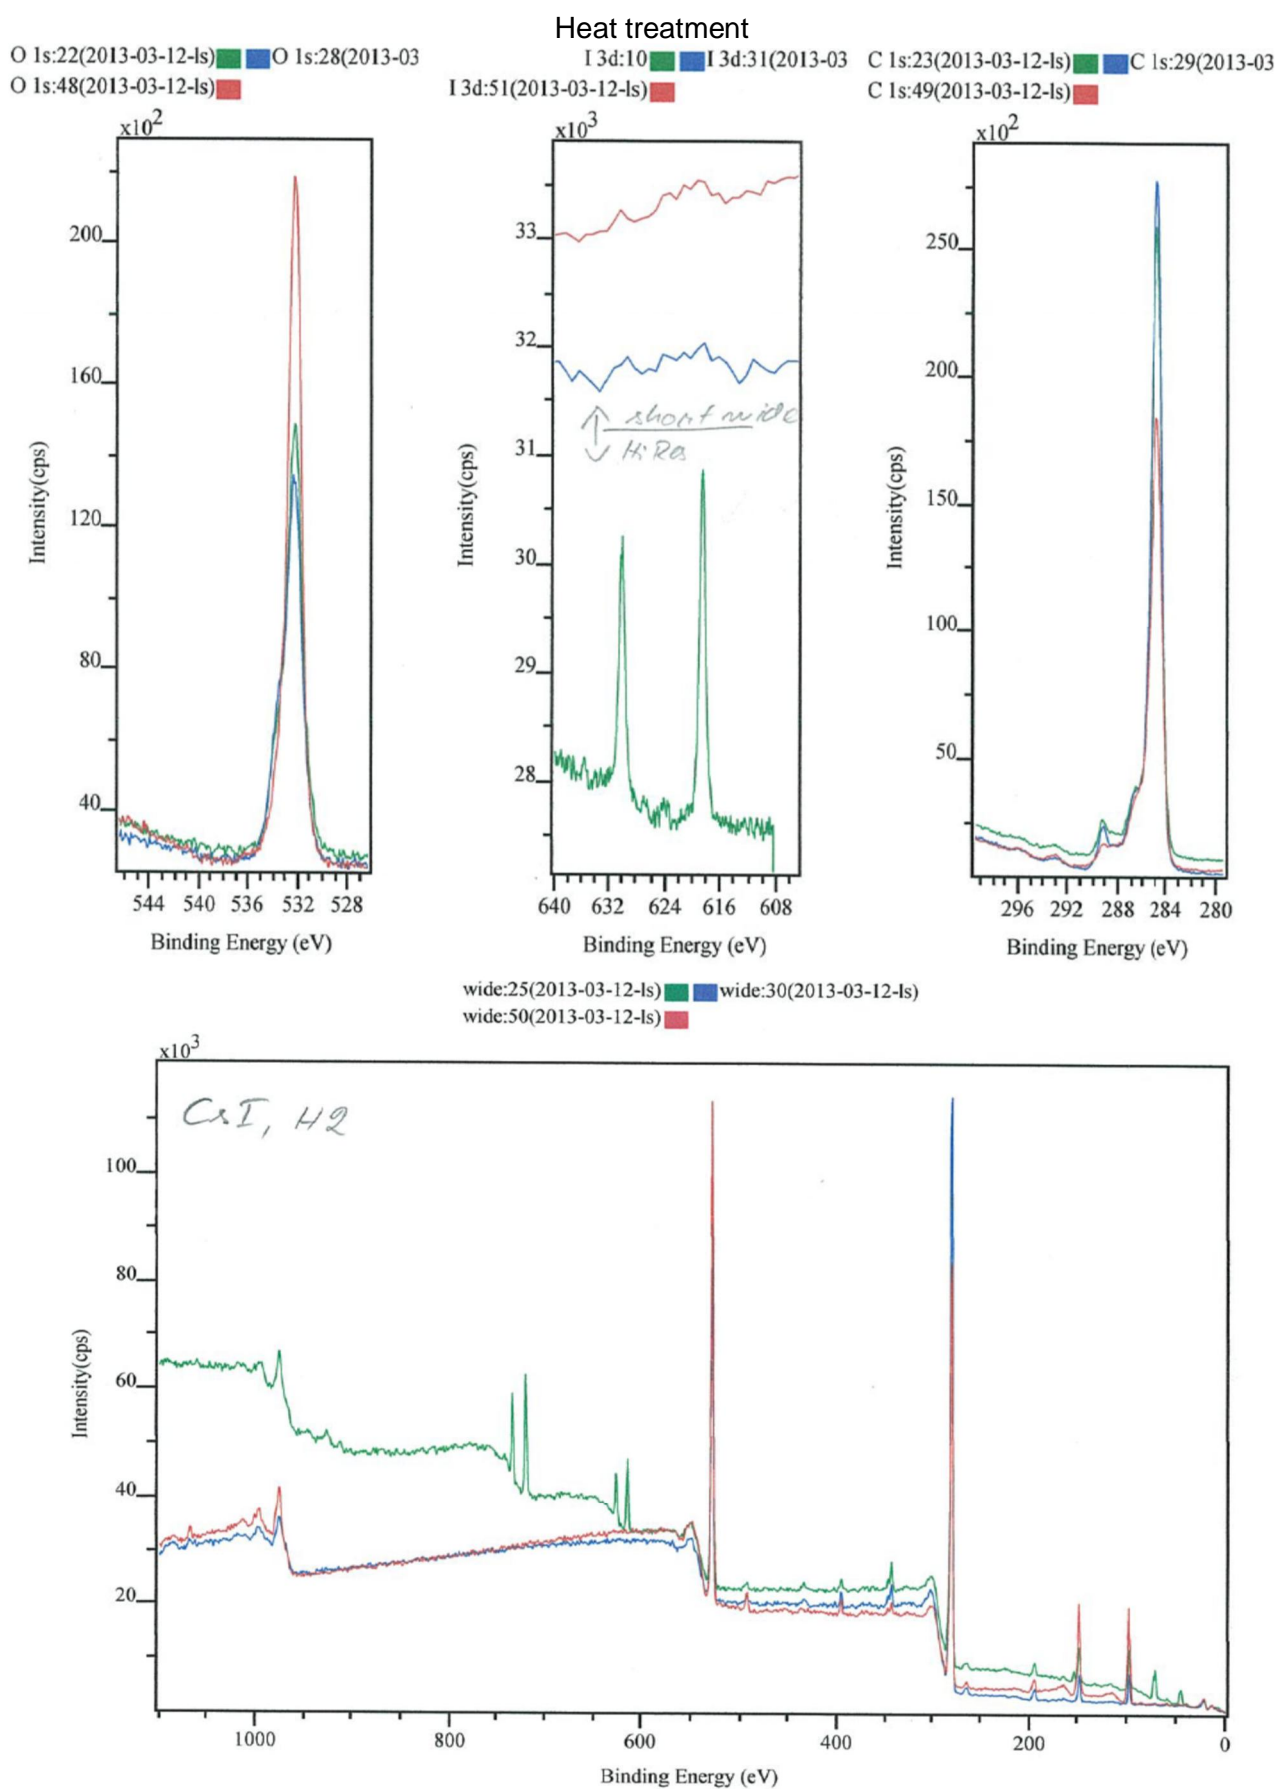 Heat treatment
O 1s:22(2013-03-12-ls) O 1s:28(2013-03
O 1s:48(2013-03-12-ls)
I 3d:10 I 3d:31(2013-03
I 3d:51(2013-03-12-ls)
C 1s:23(2013-03-12-ls) C 1s:29(2013-03
C 1s:49(2013-03-12-ls)
x10²
200
160
120
80
40
Intensity(cps)
544 540 536 532 528
Binding Energy (eV)
x10³
33
32
short wide
HiRes
31
30
29
28
Intensity(cps)
640 632 624 616 608
Binding Energy (eV)
x10²
250
200
150
100
50
Intensity(cps)
296 292 288 284 280
Binding Energy (eV)
wide:25(2013-03-12-ls) wide:30(2013-03-12-ls)
wide:50(2013-03-12-ls)
x10³
CsI, H2
100
80
60
40
20
Intensity(cps)
1000 800 600 400 200 0
Binding Energy (eV)